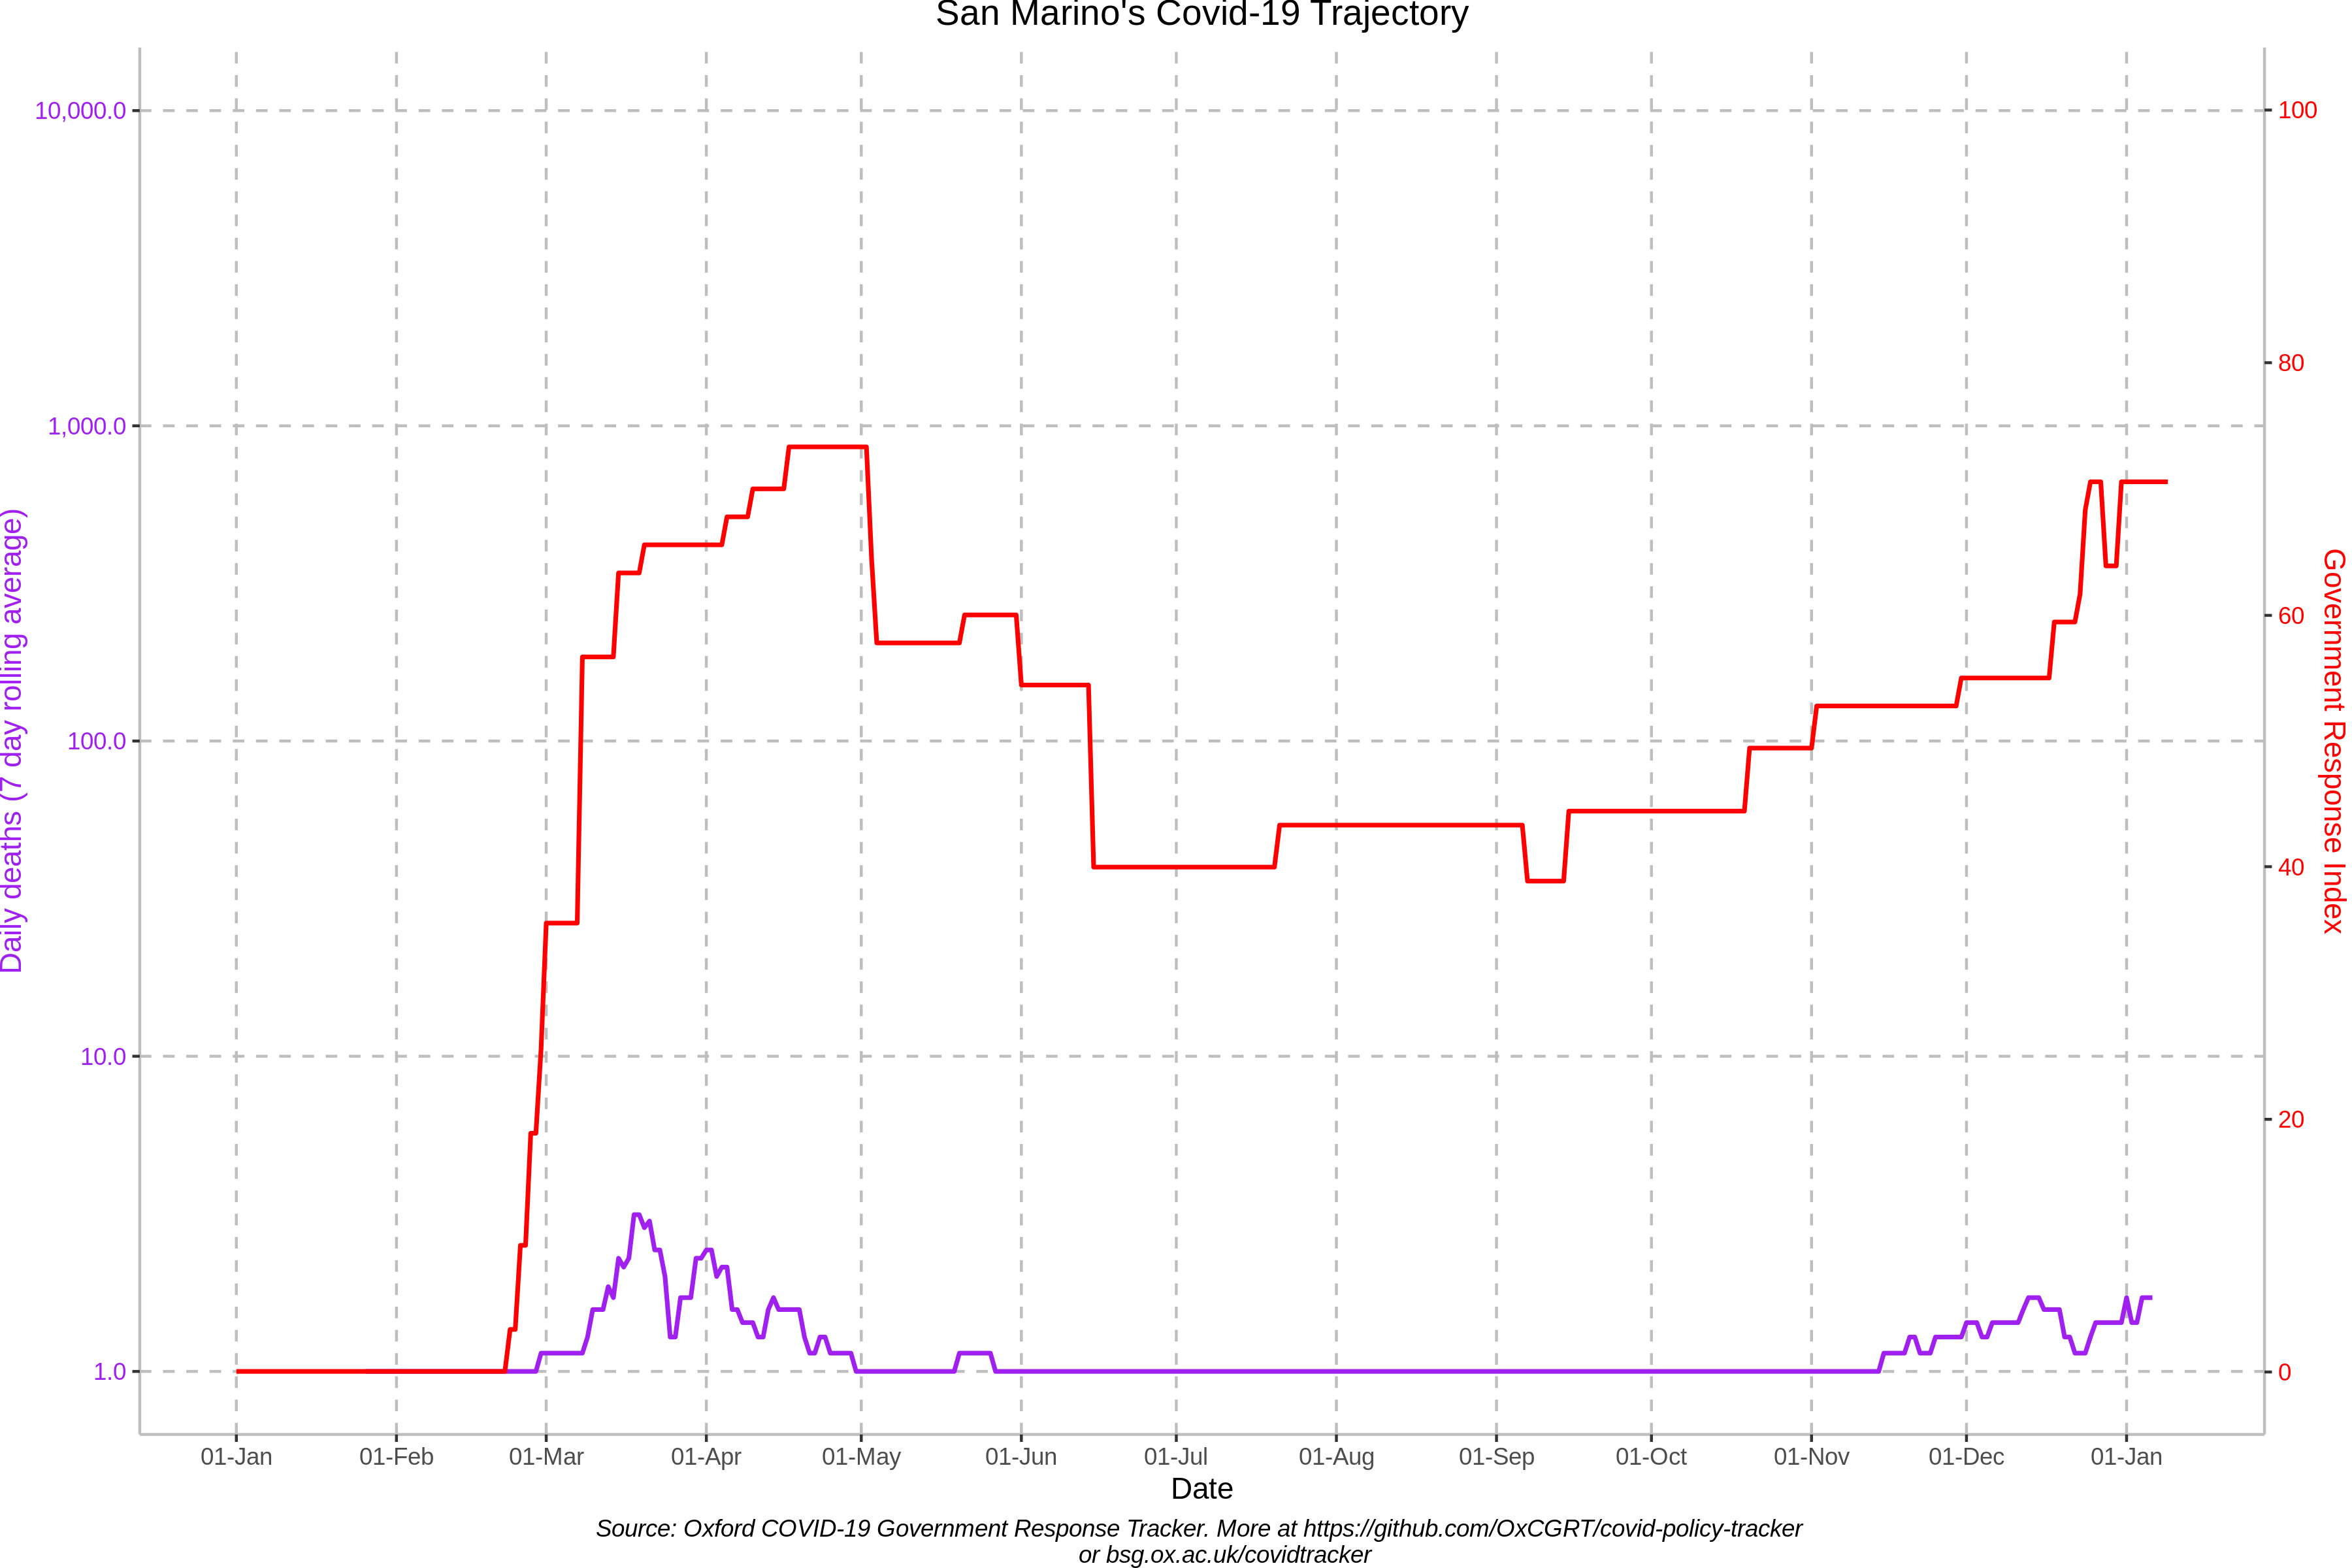 San Marino's Covid-19 Trajectory
10,000.0
1,000.0
100.0
10.0
1.0
Daily deaths (7 day rolling average)
100
80
60
40
20
0
Government Response Index
01-Jan 01-Feb 01-Mar 01-Apr 01-May 01-Jun 01-Jul 01-Aug 01-Sep 01-Oct 01-Nov 01-Dec 01-Jan
Date
Source: Oxford COVID-19 Government Response Tracker. More at https://github.com/OxCGRT/covid-policy-tracker
or bsg.ox.ac.uk/covidtracker